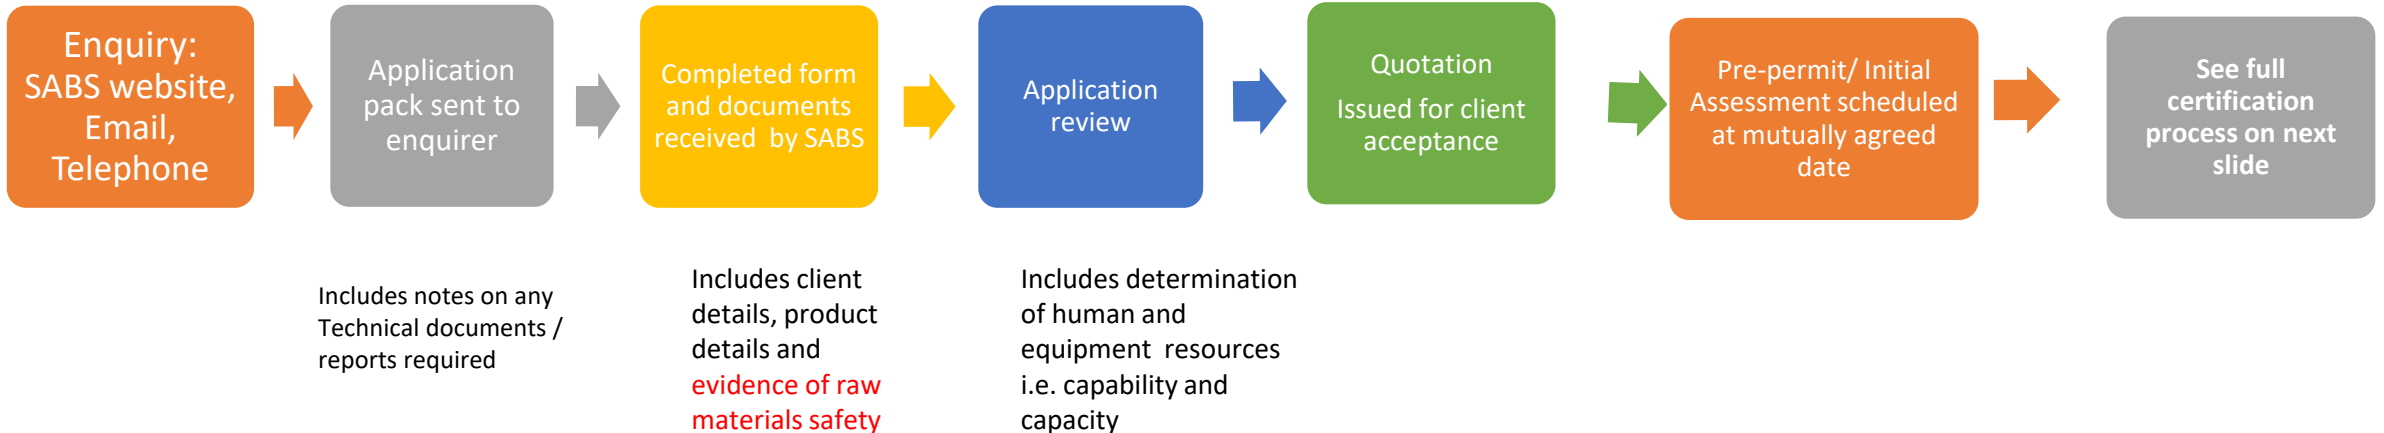 Enquiry:
SABS website,
Email,
Telephone
Application
pack sent to
enquirer
Completed form
and documents
received by SABS
Application
review
Quotation
Issued for client
acceptance
Pre-permit/ Initial
Assessment scheduled
at mutually agreed
date
See full
certification
process on next
slide
Includes notes on any
Technical documents /
reports required
Includes client
details, product
details and
evidence of raw
materials safety
Includes determination
of human and
equipment resources
i.e. capability and
capacity